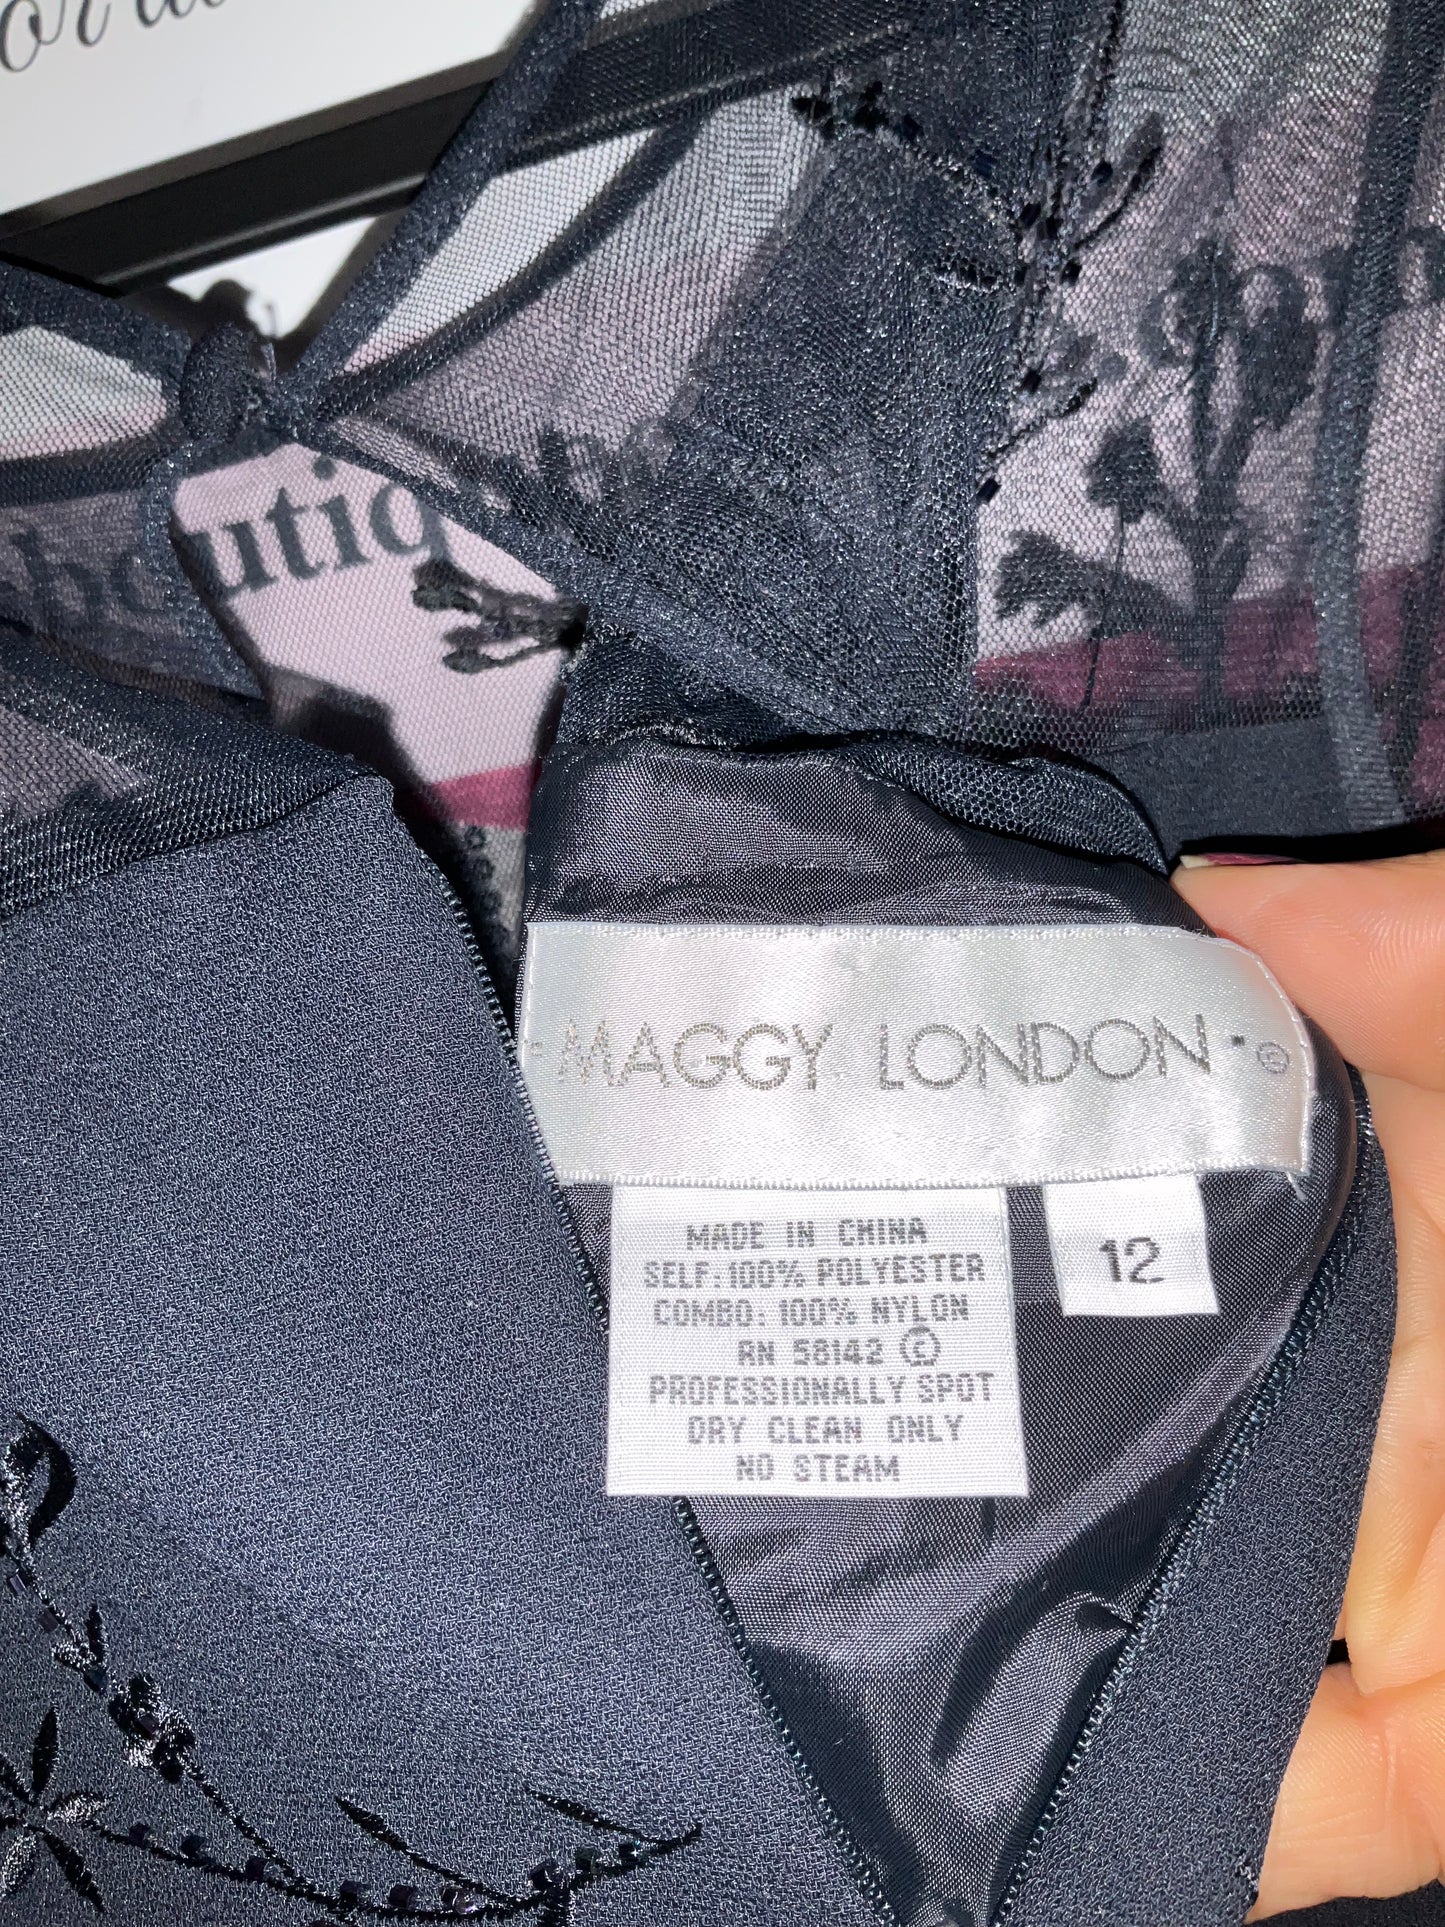 boutiq
MAGGY LONDON ©
MADE IN CHINA
SELF: 100% POLYESTER
COMBO: 100% NYLON
RN 58142 ©
PROFESSIONALLY SPOT
DRY CLEAN ONLY
NO STEAM
12